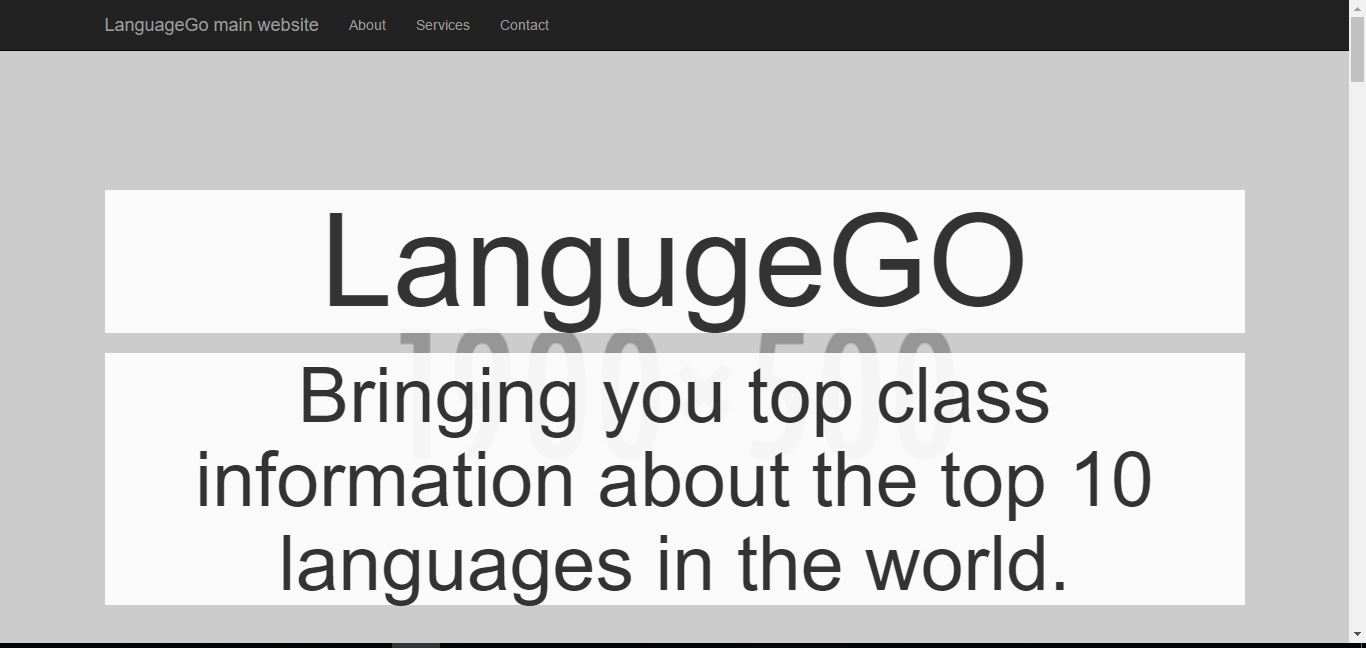 LanguageGo main website About Services Contact
LangugeGO
1900×500
Bringing you top class
information about the top 10
languages in the world.